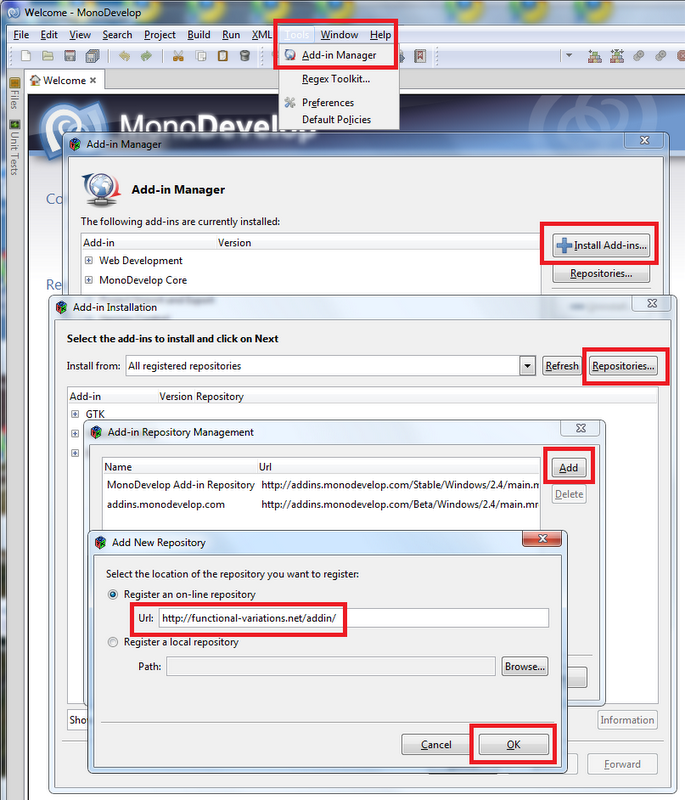 Welcome - MonoDevelop
File Edit View Search Project Build Run XML Tools Window Help
Add-in Manager
Regex Toolkit...
Preferences
Default Policies
Welcome
Files
Unit Tests
MonoDevelop
Add-in Manager
Add-in Manager
The following add-ins are currently installed:
Add-in Version
Install Add-ins...
Web Development
MonoDevelop Core
Repositories...
Add-in Installation
Select the add-ins to install and click on Next
Install from: All registered repositories Refresh Repositories...
Add-in Version Repository
GTK
Add-in Repository Management
Name Url
Add
MonoDevelop Add-in Repository http://addins.monodevelop.com/Stable/Windows/2.4/main.m
addins.monodevelop.com http://addins.monodevelop.com/Beta/Windows/2.4/main.mr
Delete
Add New Repository
Select the location of the repository you want to register:
Register an on-line repository
Url: http://functional-variations.net/addin/
Register a local repository
Path: Browse...
Sho
Information
Cancel OK
Forward